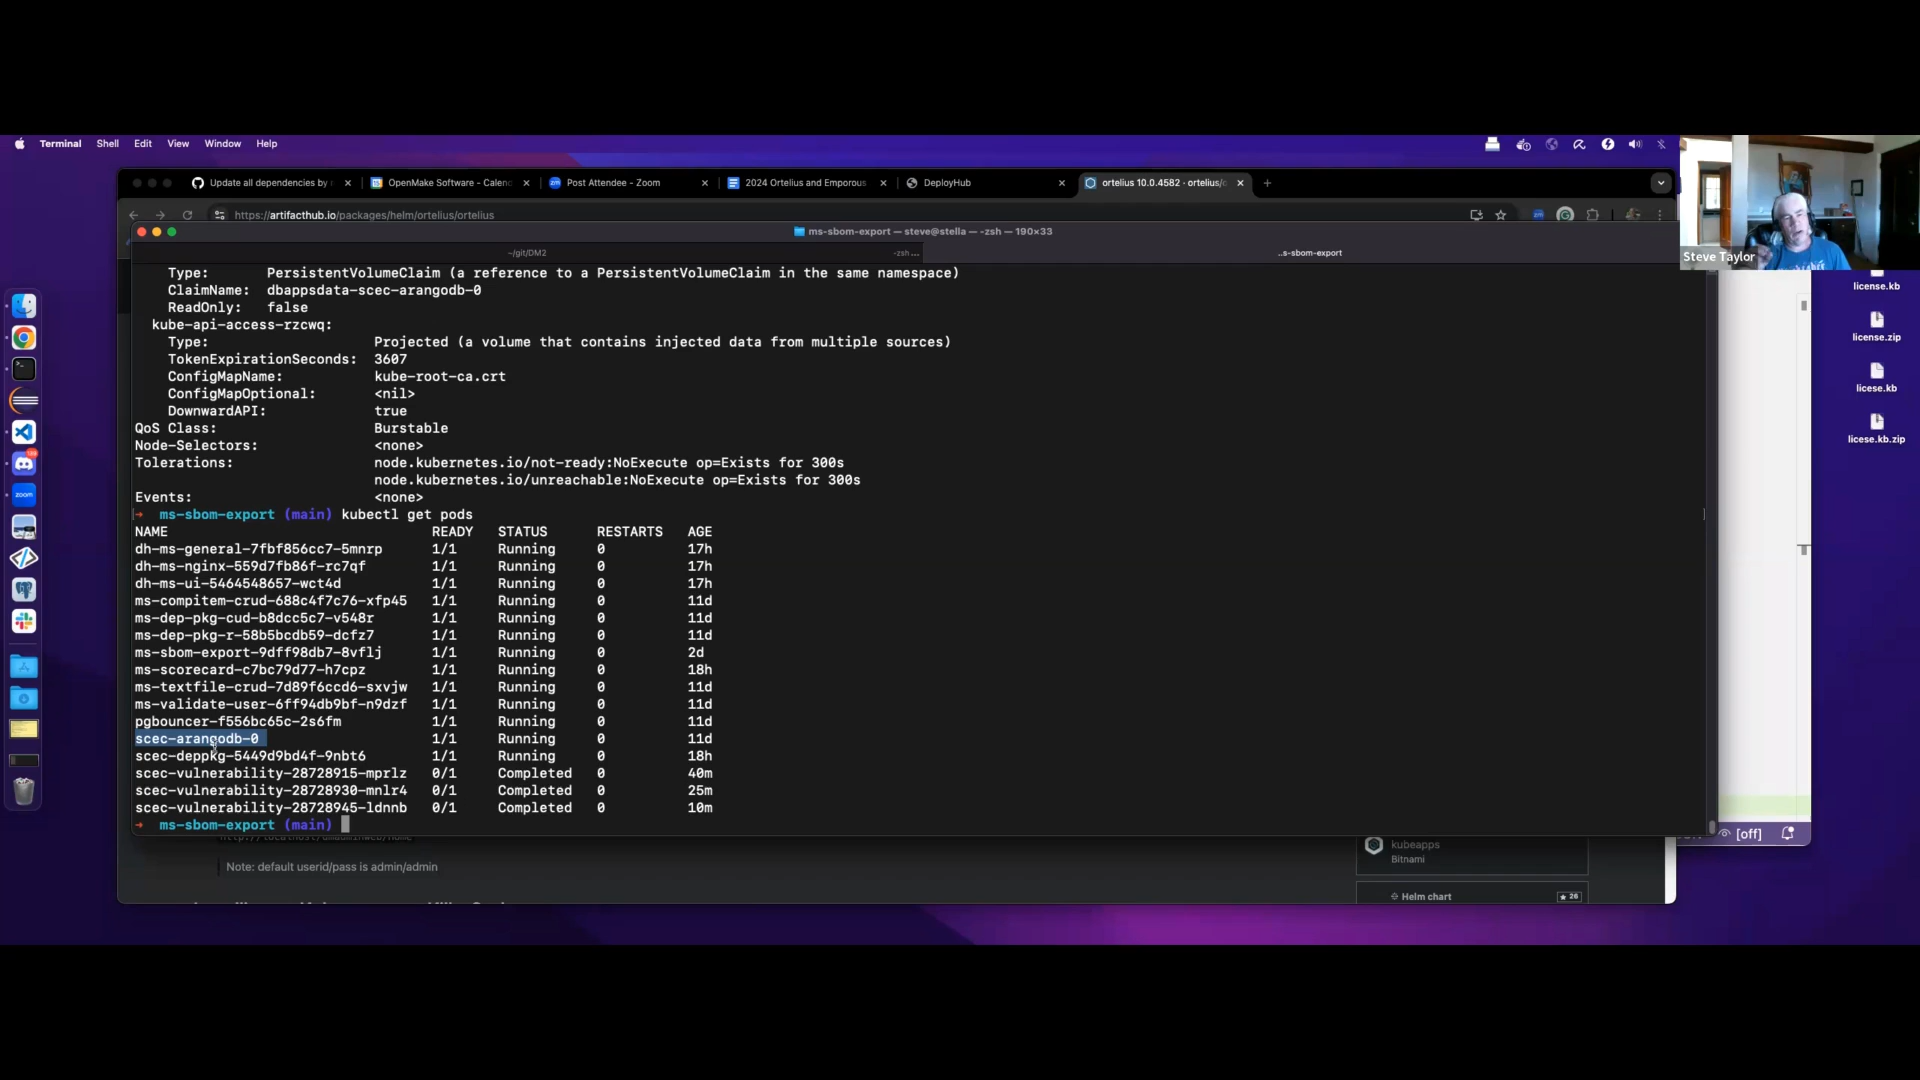 Terminal Shell Edit View Window Help
Update all dependencies by
OpenMake Software - Calenc
Post Attendee - Zoom
2024 Ortelius and Emporous
DeployHub
ortelius 10.0.4582 · ortelius/o
https://artifacthub.io/packages/helm/ortelius/ortelius
ms-sbom-export — steve@stella — -zsh — 190×33
~/git/DM2 -zsh ... ..s-sbom-export
Steve Taylor
Type: PersistentVolumeClaim (a reference to a PersistentVolumeClaim in the same namespace)
ClaimName: dbappsdata-scec-arangodb-0
ReadOnly: false
kube-api-access-rzcwq:
Type: Projected (a volume that contains injected data from multiple sources)
TokenExpirationSeconds: 3607
ConfigMapName: kube-root-ca.crt
ConfigMapOptional: <nil>
DownwardAPI: true
QoS Class: Burstable
Node-Selectors: <none>
Tolerations: node.kubernetes.io/not-ready:NoExecute op=Exists for 300s
node.kubernetes.io/unreachable:NoExecute op=Exists for 300s
Events: <none>
→ ms-sbom-export (main) kubectl get pods
NAME READY STATUS RESTARTS AGE
dh-ms-general-7fbf856cc7-5mnrp 1/1 Running 0 17h
dh-ms-nginx-559d7fb86f-rc7qf 1/1 Running 0 17h
dh-ms-ui-5464548657-wct4d 1/1 Running 0 17h
ms-compitem-crud-688c4f7c76-xfp45 1/1 Running 0 11d
ms-dep-pkg-cud-b8dcc5c7-v548r 1/1 Running 0 11d
ms-dep-pkg-r-58b5bcdb59-dcfz7 1/1 Running 0 11d
ms-sbom-export-9dff98db7-8vflj 1/1 Running 0 2d
ms-scorecard-c7bc79d77-h7cpz 1/1 Running 0 18h
ms-textfile-crud-7d89f6ccd6-sxvjw 1/1 Running 0 11d
ms-validate-user-6ff94db9bf-n9dzf 1/1 Running 0 11d
pgbouncer-f556bc65c-2s6fm 1/1 Running 0 11d
scec-arangodb-0 1/1 Running 0 11d
scec-deppkg-5449d9bd4f-9nbt6 1/1 Running 0 18h
scec-vulnerability-28728915-mprlz 0/1 Completed 0 40m
scec-vulnerability-28728930-mnlr4 0/1 Completed 0 25m
scec-vulnerability-28728945-ldnnb 0/1 Completed 0 10m
→ ms-sbom-export (main)
Note: default userid/pass is admin/admin
kubeapps
Bitnami
Helm chart
26
[off]
license.kb
license.zip
licese.kb
licese.kb.zip
zoom